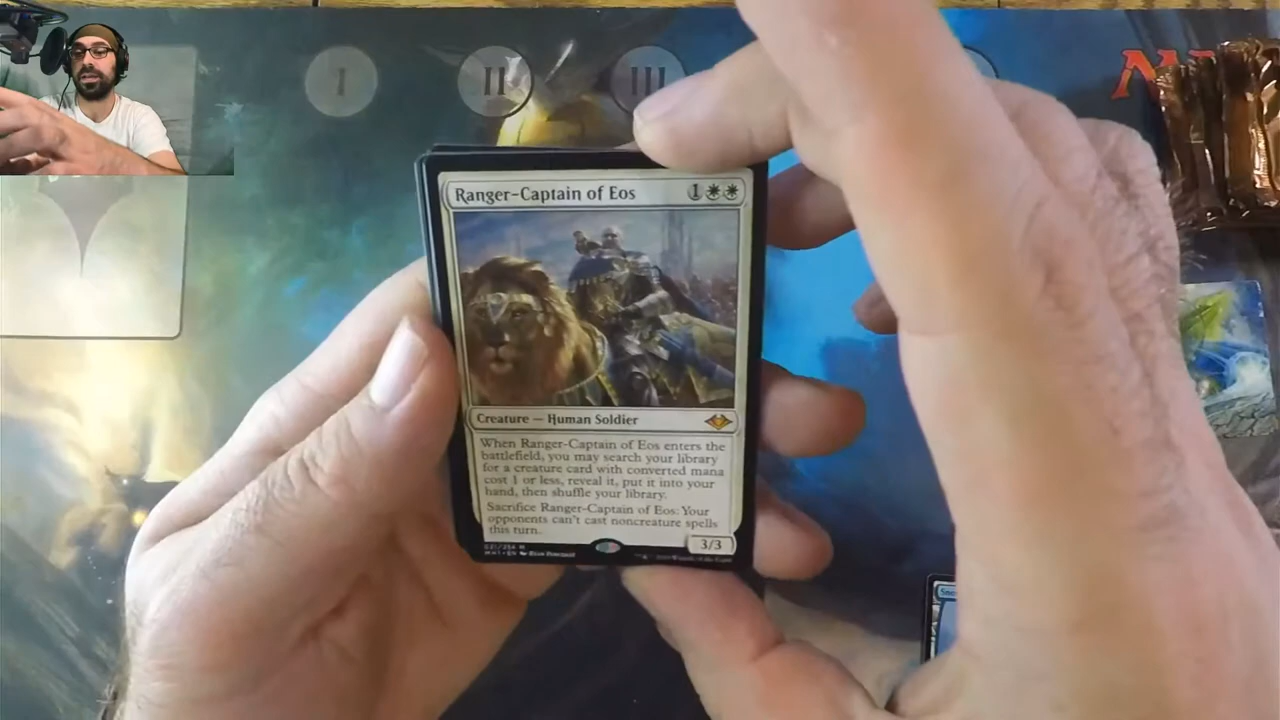 I
II
III
Ranger-Captain of Eos 1
Creature — Human Soldier
When Ranger-Captain of Eos enters the
battlefield, you may search your library
for a creature card with converted mana
cost 1 or less, reveal it, put it into your
hand, then shuffle your library.
Sacrifice Ranger-Captain of Eos: Your
opponents can't cast noncreature spells
this turn.
3/3
021/254 M